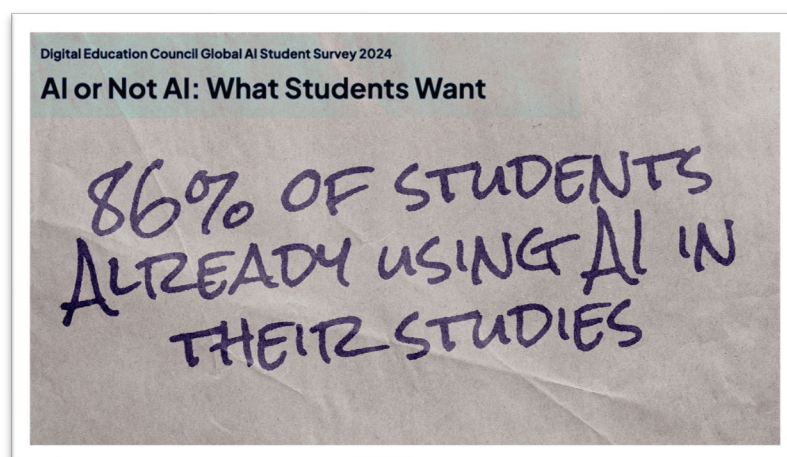 Digital Education Council Global AI Student Survey 2024
AI or Not AI: What Students Want
86% OF STUDENTS
ALREADY USING AI IN
THEIR STUDIES